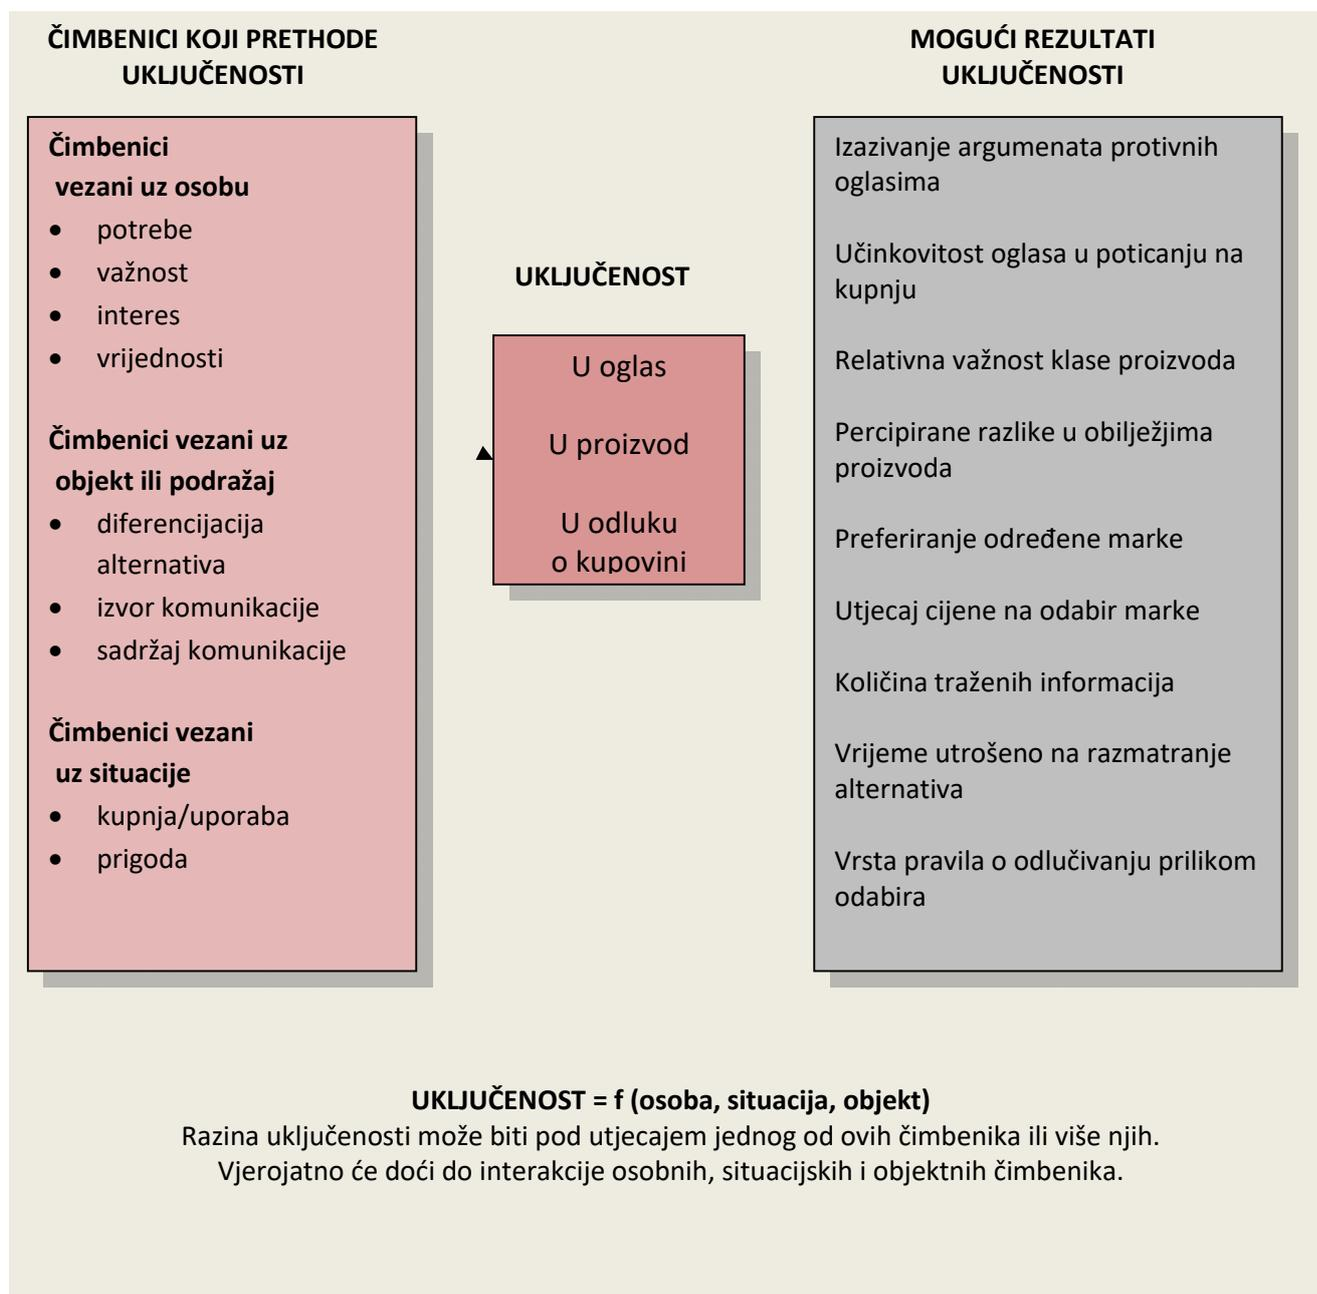 ČIMBENICI KOJI PRETHODE
UKLJUČENOSTI
Čimbenici
vezani uz osobu
• potrebe
• važnost
• interes
• vrijednosti
Čimbenici vezani uz
objekt ili podražaj
• diferencijacija
alternativa
• izvor komunikacije
• sadržaj komunikacije
Čimbenici vezani
uz situacije
• kupnja/uporaba
• prigoda
UKLJUČENOST
U oglas
U proizvod
U odluku
o kupovini
MOGUĆI REZULTATI
UKLJUČENOSTI
Izazivanje argumenata protivnih
oglasima
Učinkovitost oglasa u poticanju na
kupnju
Relativna važnost klase proizvoda
Percipirane razlike u obilježjima
proizvoda
Preferiranje određene marke
Utjecaj cijene na odabir marke
Količina traženih informacija
Vrijeme utrošeno na razmatranje
alternativa
Vrsta pravila o odlučivanju prilikom
odabira
UKLJUČENOST = f (osoba, situacija, objekt)
Razina uključenosti može biti pod utjecajem jednog od ovih čimbenika ili više njih.
Vjerojatno će doći do interakcije osobnih, situacijskih i objektnih čimbenika.